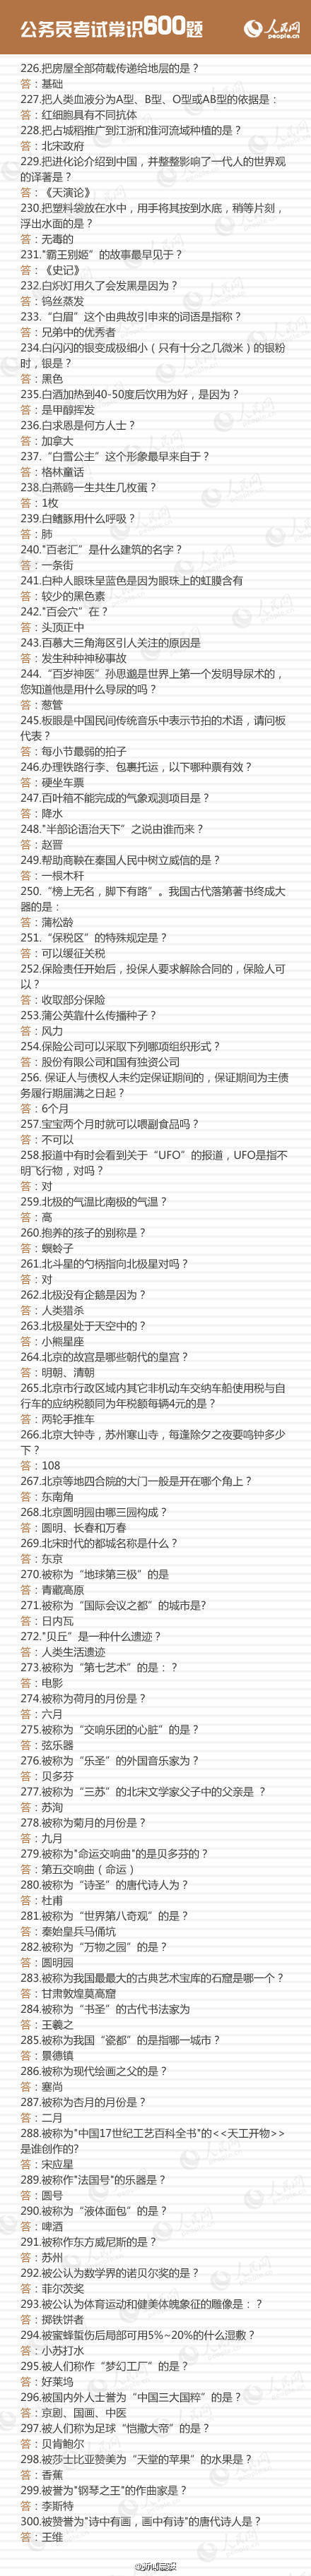 公务员考试常识600题
人民网
people.cn
226.把房屋全部荷载传递给地层的是？
答：基础
227.把人类血液分为A型、B型、O型或AB型的依据是：
答：红细胞具有不同抗体
228.把占城稻推广到江浙和淮河流域种植的是？
答：北宋政府
229.把进化论介绍到中国，并整整影响了一代人的世界观
的译著是？
答：《天演论》
230.把塑料袋放在水中，用手将其按到水底，稍等片刻，
浮出水面的是？
答：无毒的
231."霸王别姬”的故事最早见于？
答：《史记》
232.白炽灯用久了会发黑是因为？
答：钨丝蒸发
233.“白眉”这个由典故引申来的词语是指称？
答：兄弟中的优秀者
234.白闪闪的银变成极细小（只有十分之几微米）的银粉
时，银是？
答：黑色
235.白酒加热到40-50度后饮用为好，是因为？
答：是甲醇挥发
236.白求恩是何方人士？
答：加拿大
237.“白雪公主”这个形象最早来自于？
答：格林童话
238.白燕鸥一生共生几枚蛋？
答：1枚
239.白鳍豚用什么呼吸？
答：肺
240."百老汇”是什么建筑的名字？
答：一条街
241.白种人眼珠呈蓝色是因为眼珠上的虹膜含有
答：较少的黑色素
242."百会穴”在？
答：头顶正中
243.百慕大三角海区引人关注的原因是
答：发生种种神秘事故
244.“百岁神医”孙思邈是世界上第一个发明导尿术的，
您知道他是用什么导尿的吗？
答：葱管
245.板眼是中国民间传统音乐中表示节拍的术语，请问板
代表？
答：每小节最弱的拍子
246.办理铁路行李、包裹托运，以下哪种票有效？
答：硬坐车票
247.百叶箱不能完成的气象观测项目是？
答：降水
248."半部论语治天下”之说由谁而来？
答：赵晋
249.帮助商鞅在秦国人民中树立威信的是？
答：一根木秆
250.“榜上无名，脚下有路”。我国古代落第著书终成大
器的是：
答：蒲松龄
251.“保税区”的特殊规定是？
答：可以缓征关税
252.保险责任开始后，投保人要求解除合同的，保险人可
以？
答：收取部分保险
253.蒲公英靠什么传播种子？
答：风力
254.保险公司可以采取下列哪项组织形式？
答：股份有限公司和国有独资公司
256. 保证人与债权人未约定保证期间的，保证期间为主债
务履行期届满之日起？
答：6个月
257.宝宝两个月时就可以喂副食品吗？
答：不可以
258.报道中有时会看到关于“UFO”的报道，UFO是指不
明飞行物，对吗？
答：对
259.北极的气温比南极的气温？
答：高
260.抱养的孩子的别称是？
答：螟蛉子
261.北斗星的勺柄指向北极星对吗？
答：对
262.北极没有企鹅是因为？
答：人类猎杀
263.北极星处于天空中的？
答：小熊星座
264.北京的故宫是哪些朝代的皇宫？
答：明朝、清朝
265.北京市行政区域内其它非机动车交纳车船使用税与自
行车的应纳税额同为年税额每辆4元的是？
答：两轮手推车
266.北京大钟寺，苏州寒山寺，每逢除夕之夜要鸣钟多少
下？
答：108
267.北京等地四合院的大门一般是开在哪个角上？
答：东南角
268.北京圆明园由哪三园构成？
答：圆明、长春和万春
269.北宋时代的都城名称是什么？
答：东京
270.被称为“地球第三极”的是
答：青藏高原
271.被称为“国际会议之都”的城市是?
答：日内瓦
272."贝丘”是一种什么遗迹？
答：人类生活遗迹
273.被称为“第七艺术”的是：？
答：电影
274.被称为荷月的月份是？
答：六月
275.被称为“交响乐团的心脏”的是？
答：弦乐器
276.被称为“乐圣”的外国音乐家为？
答：贝多芬
277.被称为“三苏”的北宋文学家父子中的父亲是 ？
答：苏洵
278.被称为菊月的月份是？
答：九月
279.被称为"命运交响曲"的是贝多芬的？
答：第五交响曲（命运）
280.被称为“诗圣”的唐代诗人为？
答：杜甫
281.被称为“世界第八奇观”的是？
答：秦始皇兵马俑坑
282.被称为“万物之园”的是？
答：圆明园
283.被称为我国最最大的古典艺术宝库的石窟是哪一个？
答：甘肃敦煌莫高窟
284.被称为“书圣”的古代书法家为
答：王羲之
285.被称为我国“瓷都”的是指哪一城市？
答：景德镇
286.被称为现代绘画之父的是？
答：塞尚
287.被称为杏月的月份是？
答：二月
288.被称为"中国17世纪工艺百科全书"的<<天工开物>>
是谁创作的？
答：宋应星
289.被称作"法国号"的乐器是？
答：圆号
290.被称为“液体面包”的是？
答：啤酒
291.被称作东方威尼斯的是？
答：苏州
292.被公认为数学界的诺贝尔奖的是？
答：菲尔茨奖
293.被公认为体育运动和健美体魄象征的雕像是：？
答：掷铁饼者
294.被蜜蜂蜇伤后局部可用5%~20%的什么湿敷？
答：小苏打水
295.被人们称作“梦幻工厂”的是？
答：好莱坞
296.被国内外人士誉为“中国三大国粹”的是？
答：京剧、国画、中医
297.被人们称为足球“恺撒大帝”的是？
答：贝肯鲍尔
298.被莎士比亚赞美为“天堂的苹果”的水果是？
答：香蕉
299.被誉为"钢琴之王"的作曲家是？
答：李斯特
300.被赞誉为"诗中有画，画中有诗"的唐代诗人是？
答：王维